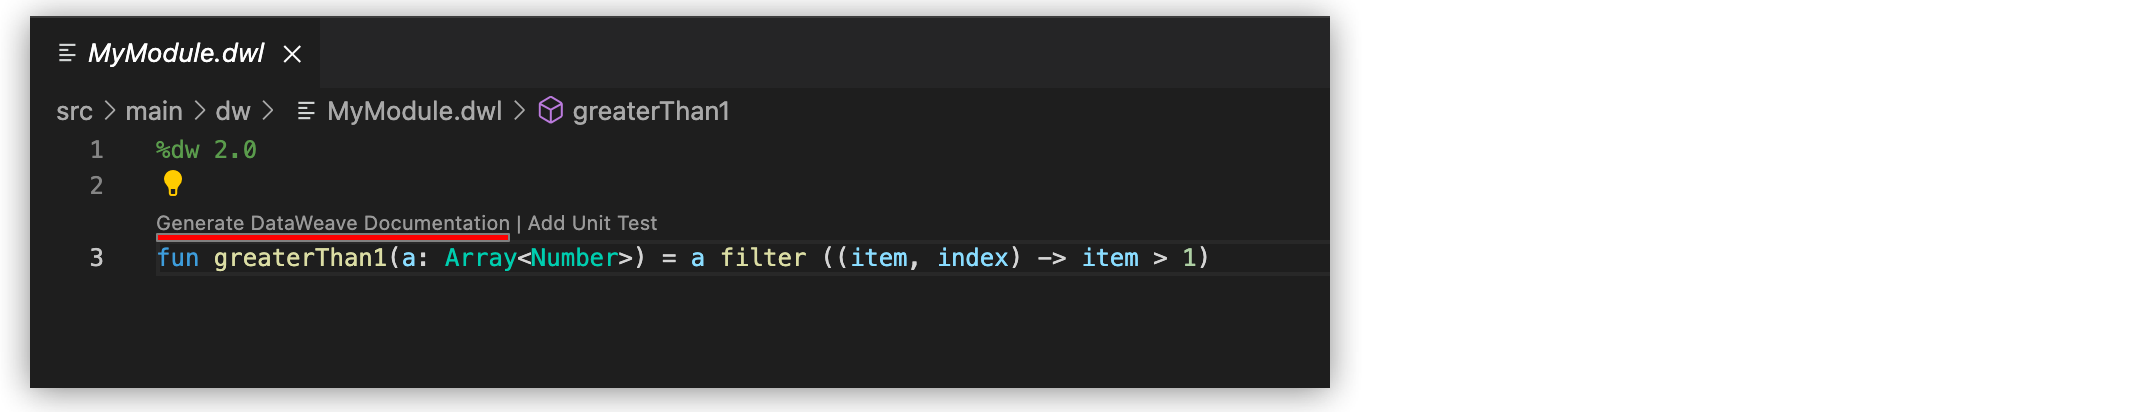 MyModule.dwl
src > main > dw > MyModule.dwl > greaterThan1
1 %dw 2.0
2
Generate DataWeave Documentation | Add Unit Test
3 fun greaterThan1(a: Array<Number>) = a filter ((item, index) -> item > 1)